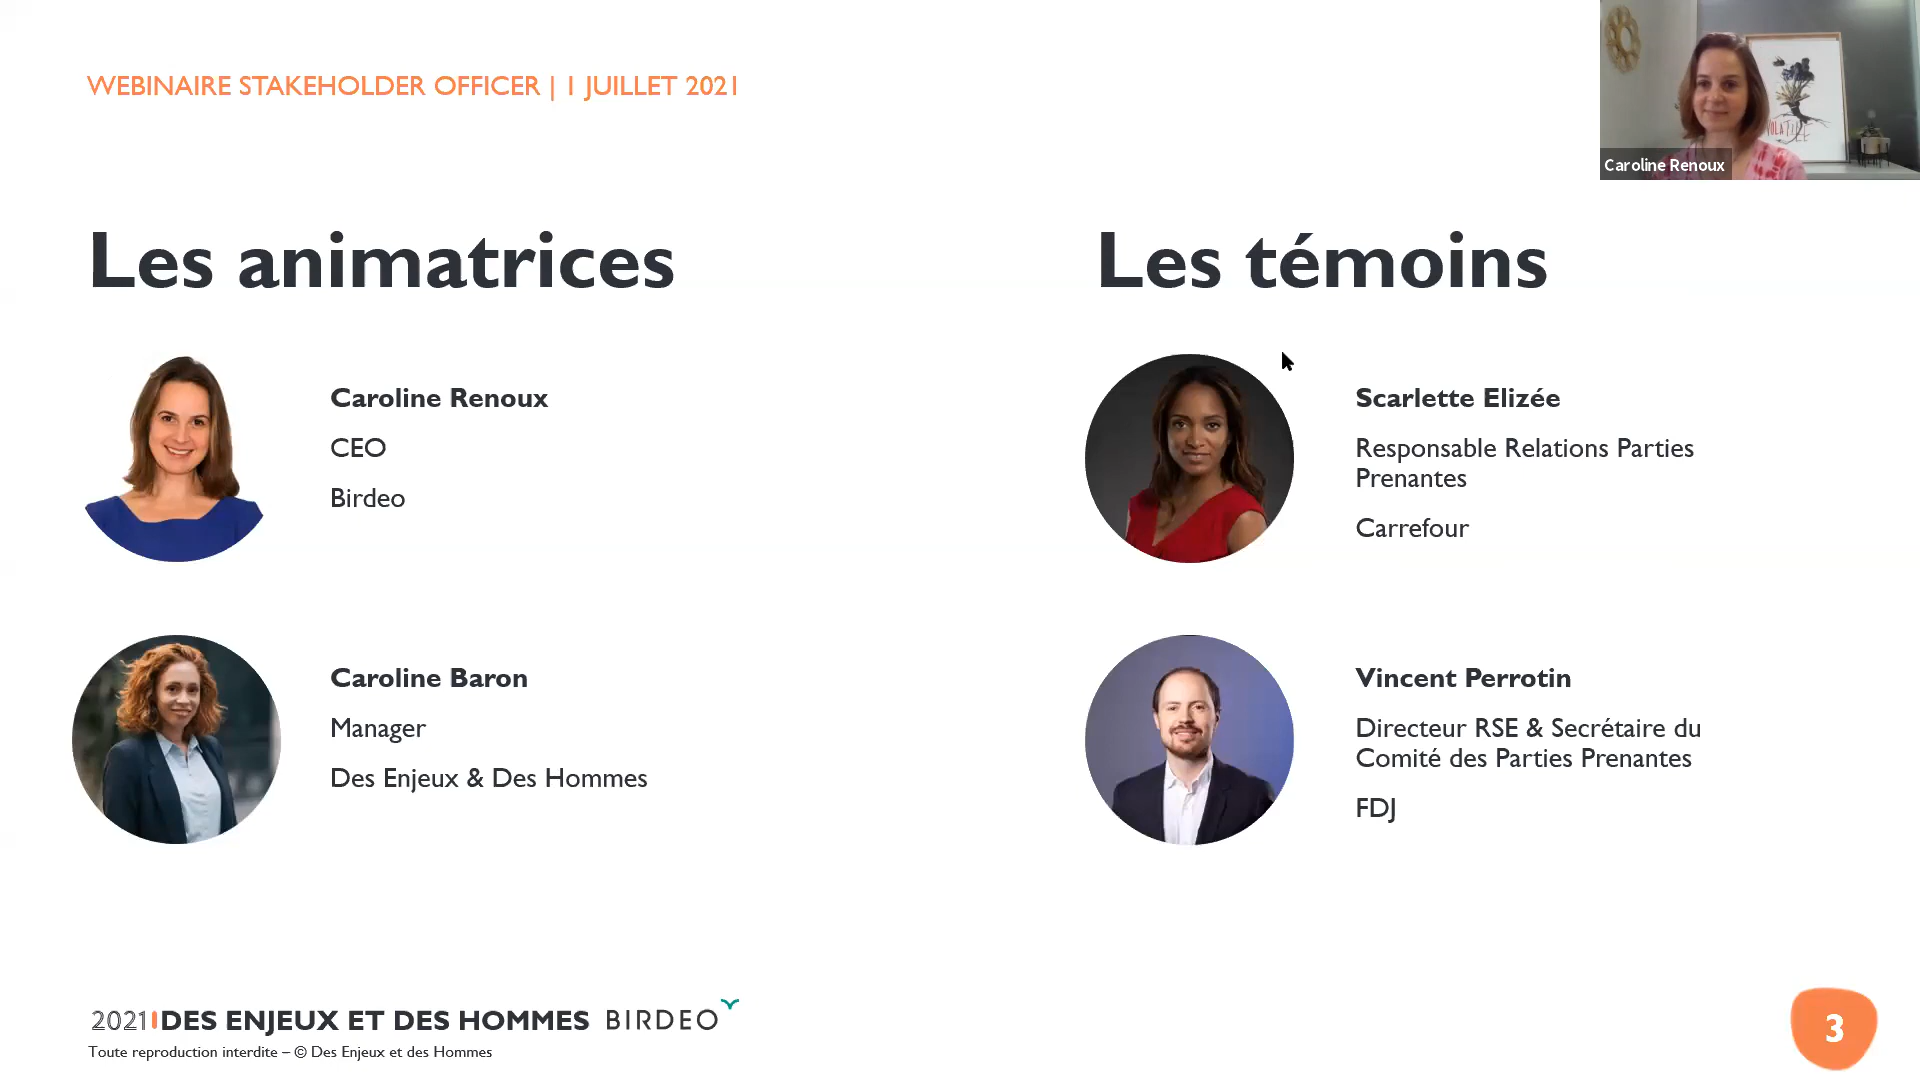 WEBINAIRE STAKEHOLDER OFFICER | 1 JUILLET 2021
Caroline Renoux
Les animatrices
Caroline Renoux
CEO
Birdeo
Caroline Baron
Manager
Des Enjeux & Des Hommes
Les témoins
Scarlette Elizée
Responsable Relations Parties
Prenantes
Carrefour
Vincent Perrotin
Directeur RSE & Secrétaire du
Comité des Parties Prenantes
FDJ
2021 DES ENJEUX ET DES HOMMES BIRDEO
Toute reproduction interdite – © Des Enjeux et des Hommes
3